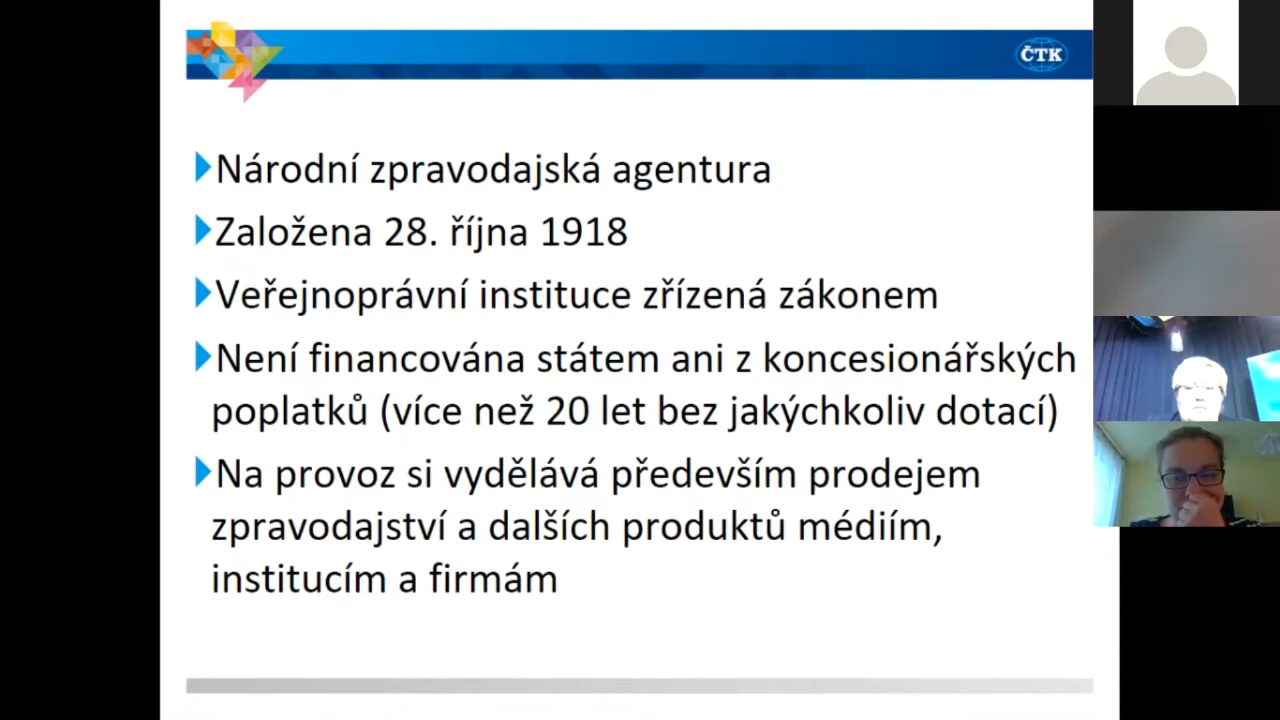 ČTK
Národní zpravodajská agentura
Založena 28. října 1918
Veřejnoprávní instituce zřízená zákonem
Není financována státem ani z koncesionářských
poplatků (více než 20 let bez jakýchkoliv dotací)
Na provoz si vydělává především prodejem
zpravodajství a dalších produktů médiím,
institucím a firmám